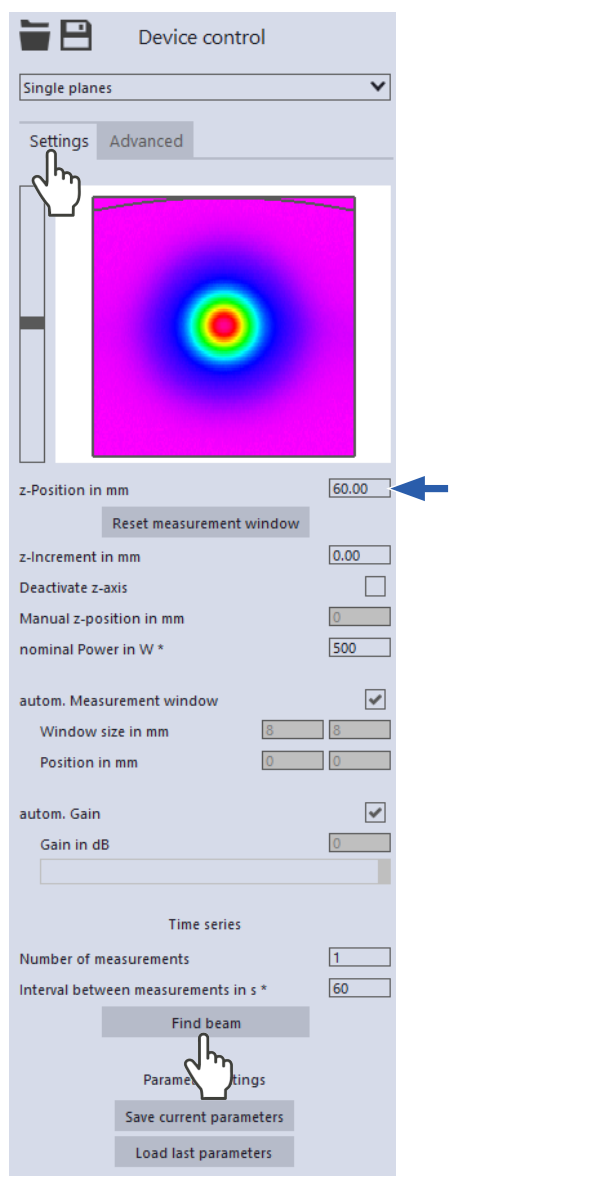 Device control
Single planes
Settings Advanced
z-Position in mm 60.00
Reset measurement window
z-Increment in mm 0.00
Deactivate z-axis
Manual z-position in mm 0
nominal Power in W * 500
autom. Measurement window
Window size in mm 8 8
Position in mm 0 0
autom. Gain
Gain in dB 0
Time series
Number of measurements 1
Interval between measurements in s * 60
Find beam
Save current parameters
Load last parameters